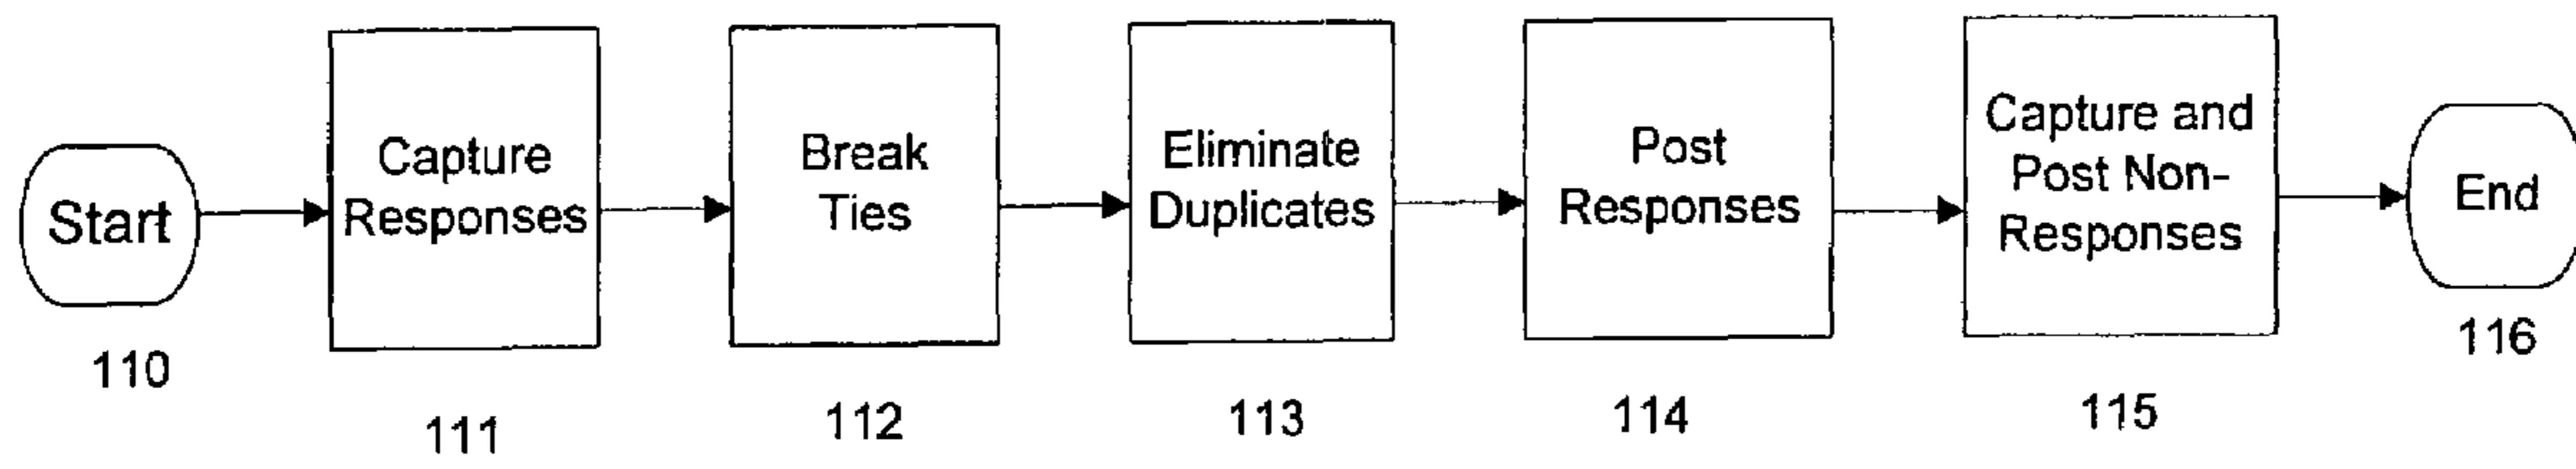 Start
110
Capture
Responses
111
Break
Ties
112
Eliminate
Duplicates
113
Post
Responses
114
Capture and
Post Non-
Responses
115
End
116